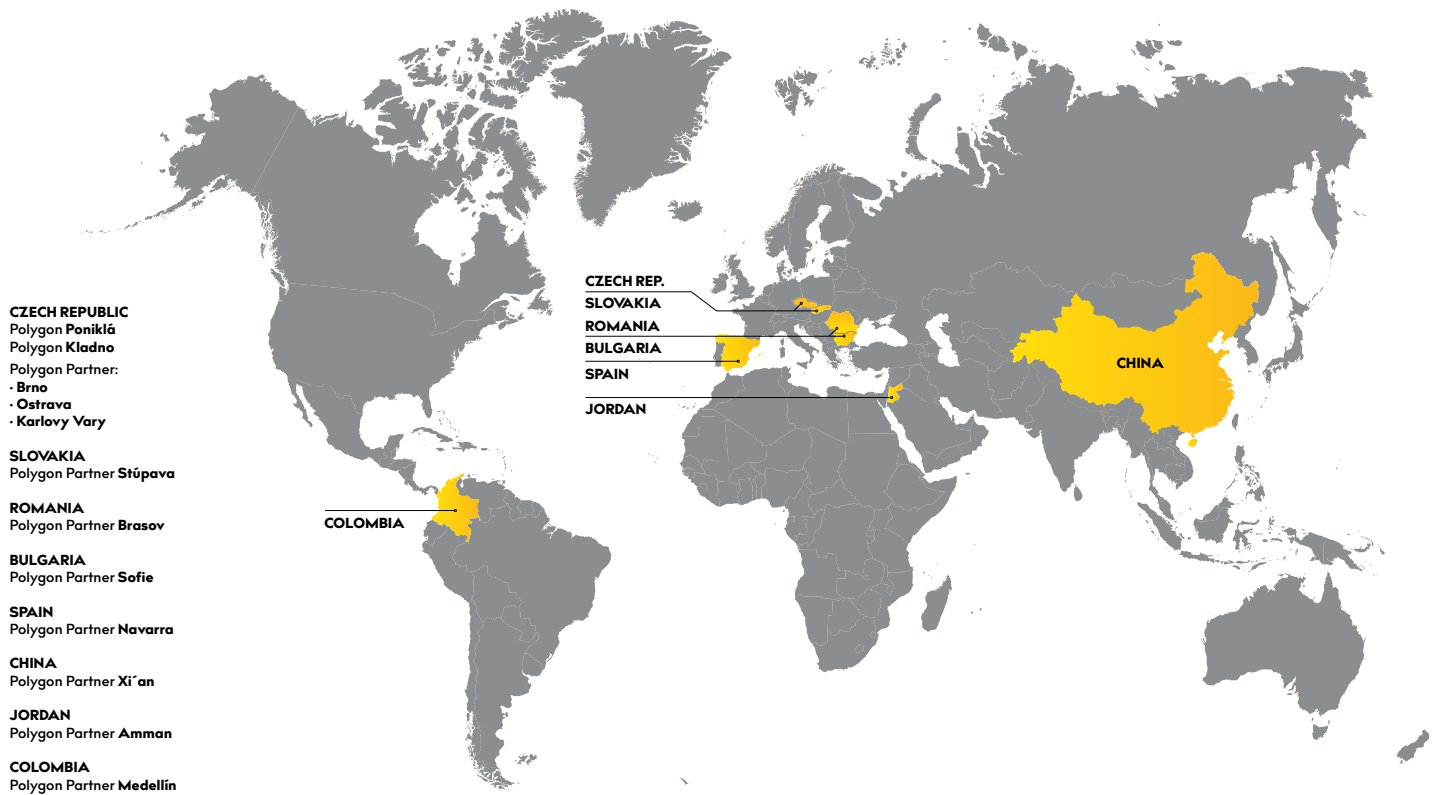 CZECH REPUBLIC
Polygon Poniklá
Polygon Kladno
Polygon Partner:
· Brno
· Ostrava
· Karlovy Vary
SLOVAKIA
Polygon Partner Stúpava
ROMANIA
Polygon Partner Brasov
BULGARIA
Polygon Partner Sofie
SPAIN
Polygon Partner Navarra
CHINA
Polygon Partner Xi´an
JORDAN
Polygon Partner Amman
COLOMBIA
Polygon Partner Medellín
CZECH REP.
SLOVAKIA
ROMANIA
BULGARIA
SPAIN
JORDAN
COLOMBIA
CHINA